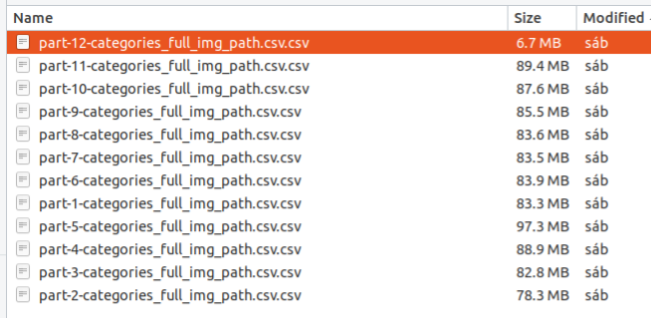 Name Size Modified
part-12-categories_full_img_path.csv.csv 6.7 MB sáb
part-11-categories_full_img_path.csv.csv 89.4 MB sáb
part-10-categories_full_img_path.csv.csv 87.6 MB sáb
part-9-categories_full_img_path.csv.csv 85.5 MB sáb
part-8-categories_full_img_path.csv.csv 83.6 MB sáb
part-7-categories_full_img_path.csv.csv 83.5 MB sáb
part-6-categories_full_img_path.csv.csv 83.9 MB sáb
part-1-categories_full_img_path.csv.csv 83.3 MB sáb
part-5-categories_full_img_path.csv.csv 97.3 MB sáb
part-4-categories_full_img_path.csv.csv 88.9 MB sáb
part-3-categories_full_img_path.csv.csv 82.8 MB sáb
part-2-categories_full_img_path.csv.csv 78.3 MB sáb